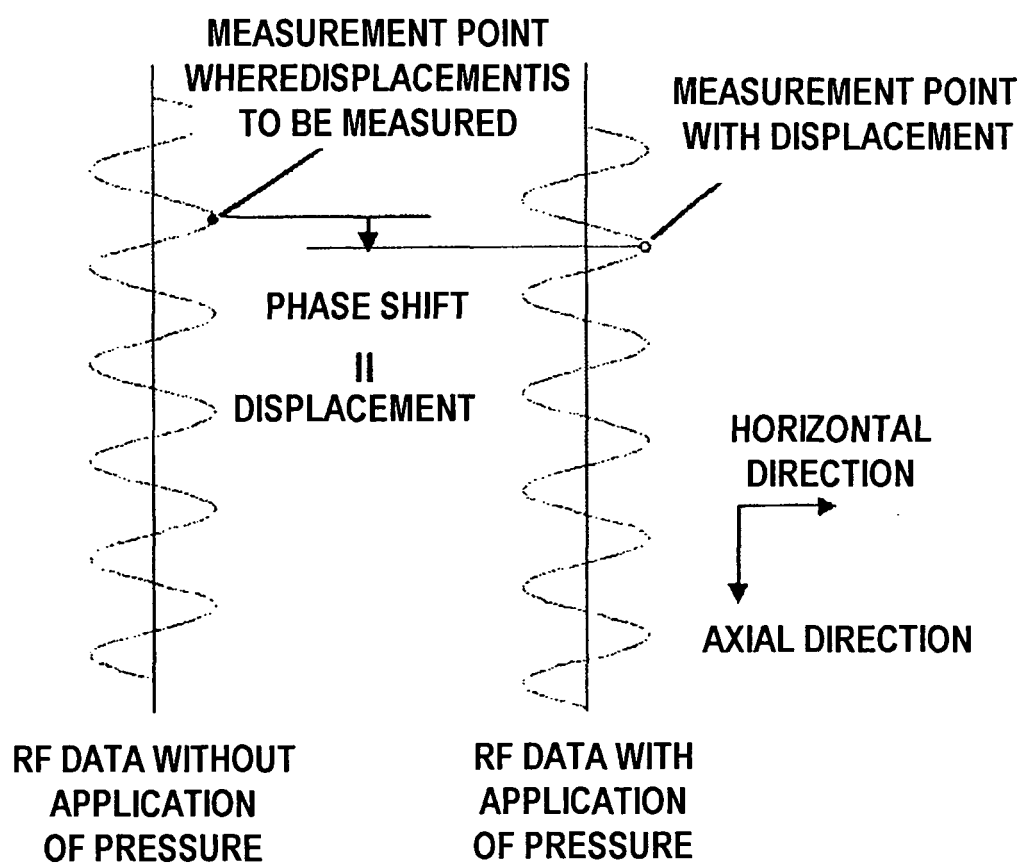 MEASUREMENT POINT
WHEREDISPLACEMENTIS
TO BE MEASURED
MEASUREMENT POINT
WITH DISPLACEMENT
PHASE SHIFT
=
DISPLACEMENT
HORIZONTAL
DIRECTION
AXIAL DIRECTION
RF DATA WITHOUT
APPLICATION
OF PRESSURE
RF DATA WITH
APPLICATION
OF PRESSURE